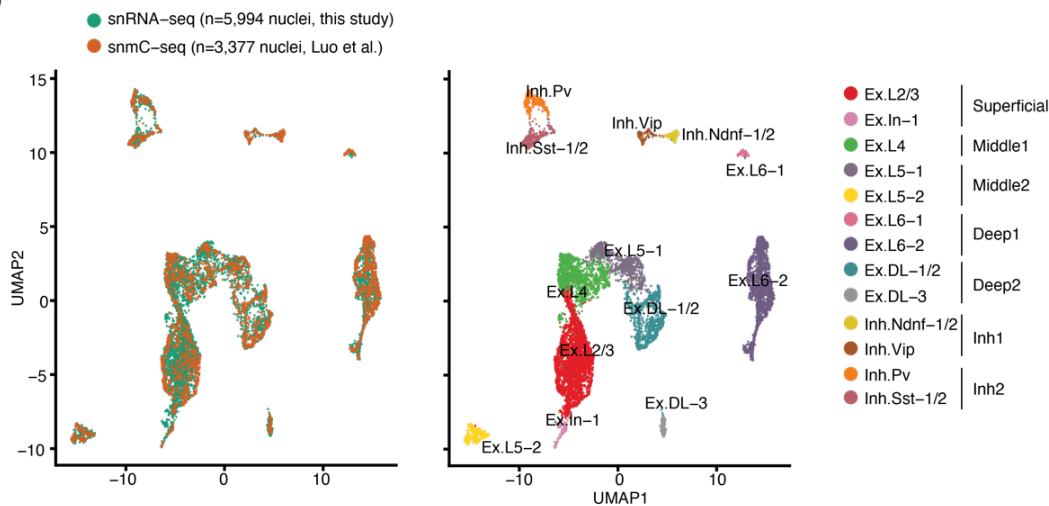 snRNA−seq (n=5,994 nuclei, this study)
snmC−seq (n=3,377 nuclei, Luo et al.)
UMAP2
15
10
5
0
−5
−10
−10
0
10
Inh.Pv
Inh.Sst−1/2
Inh.Vip
Inh.Ndnf−1/2
Ex.L6−1
Ex.L5−1
Ex.L4
Ex.DL−1/2
Ex.L6−2
Ex.L2/3
Ex.In−1
Ex.DL−3
Ex.L5−2
−10
0
10
UMAP1
Ex.L2/3
Ex.In−1
Superficial
Ex.L4
Middle1
Ex.L5−1
Ex.L5−2
Middle2
Ex.L6−1
Ex.L6−2
Deep1
Ex.DL−1/2
Ex.DL−3
Deep2
Inh.Ndnf−1/2
Inh.Vip
Inh1
Inh.Pv
Inh.Sst−1/2
Inh2